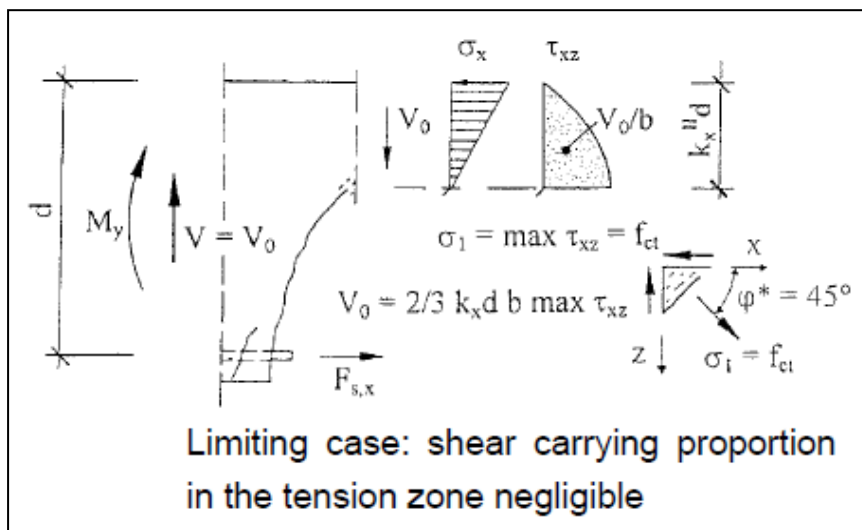 σx τxz
V0 V0/b kx"d
d My V = V0
σ1 = max τxz = fct
x
V0 = 2/3 kxd b max τxz
φ* = 45°
z σ1 = fct
Fs,x
Limiting case: shear carrying proportion
in the tension zone negligible